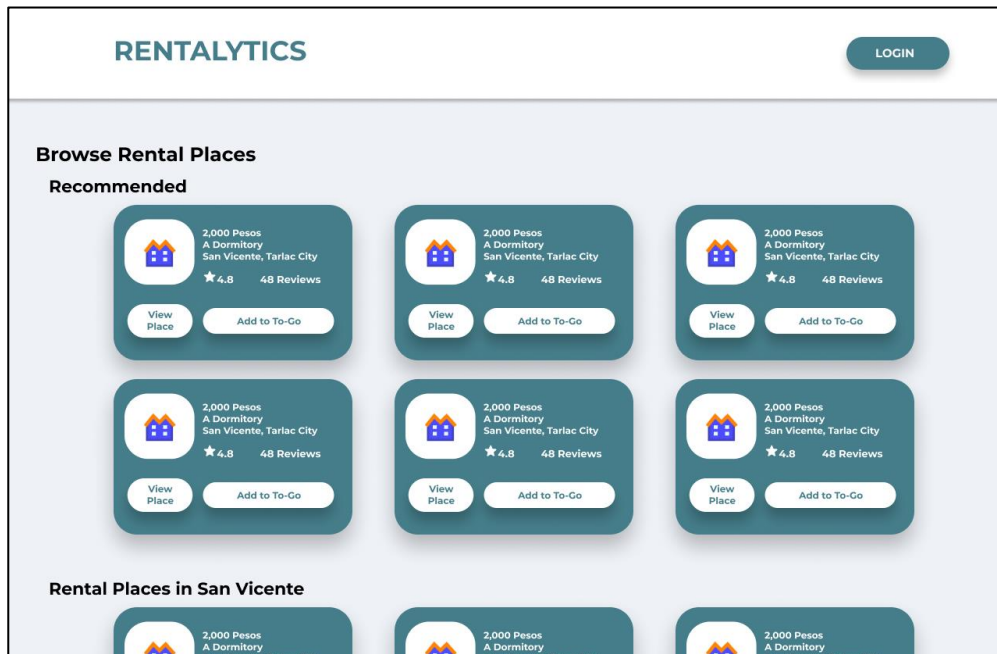 RENTALYTICS
LOGIN
Browse Rental Places
Recommended
2,000 Pesos
A Dormitory
San Vicente, Tarlac City
4.8 48 Reviews
View
Place
Add to To-Go
2,000 Pesos
A Dormitory
San Vicente, Tarlac City
4.8 48 Reviews
View
Place
Add to To-Go
2,000 Pesos
A Dormitory
San Vicente, Tarlac City
4.8 48 Reviews
View
Place
Add to To-Go
2,000 Pesos
A Dormitory
San Vicente, Tarlac City
4.8 48 Reviews
View
Place
Add to To-Go
2,000 Pesos
A Dormitory
San Vicente, Tarlac City
4.8 48 Reviews
View
Place
Add to To-Go
2,000 Pesos
A Dormitory
San Vicente, Tarlac City
4.8 48 Reviews
View
Place
Add to To-Go
Rental Places in San Vicente
2,000 Pesos
A Dormitory
2,000 Pesos
A Dormitory
2,000 Pesos
A Dormitory